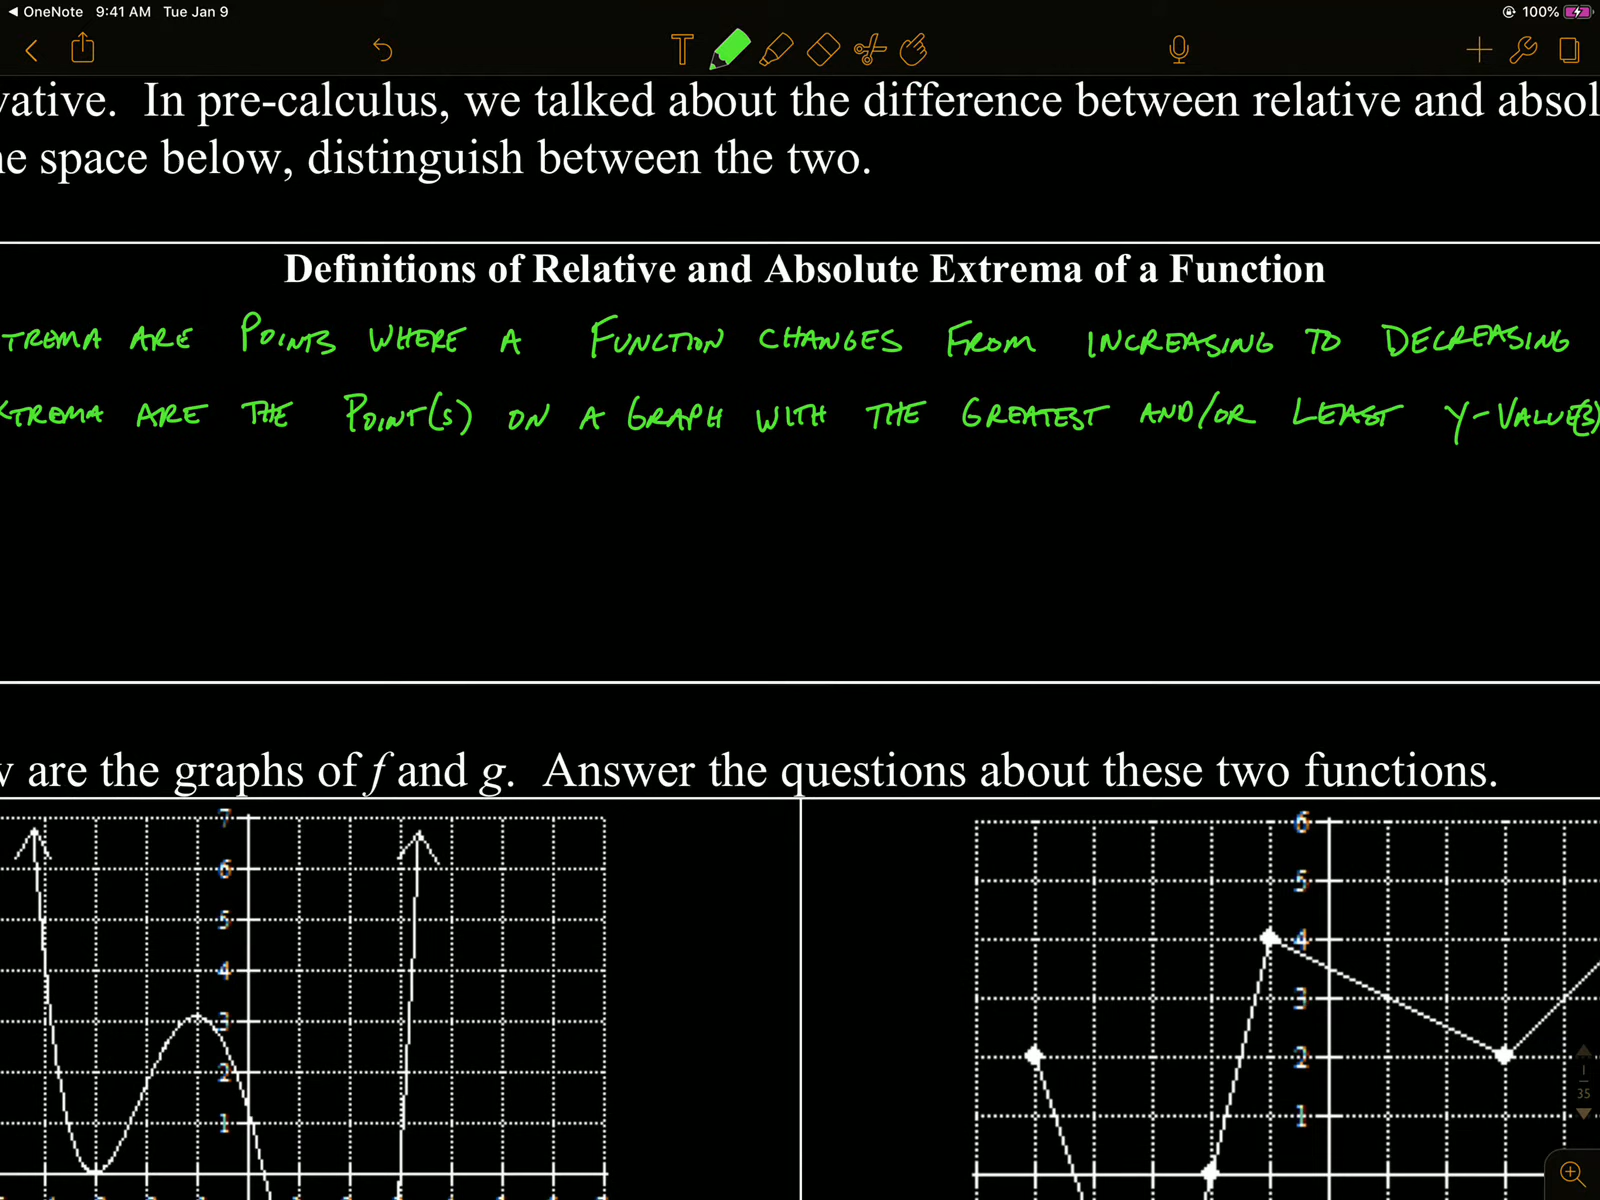 OneNote 9:41 AM Tue Jan 9 100%
T
vative. In pre-calculus, we talked about the difference between relative and absol
ne space below, distinguish between the two.
Definitions of Relative and Absolute Extrema of a Function
TREMA ARE POINTS WHERE A FUNCTION CHANGES FROM INCREASING TO DECREASING
XTREMA ARE THE POINT(S) ON A GRAPH WITH THE GREATEST AND/OR LEAST Y-VALUE(S)
w are the graphs of f and g. Answer the questions about these two functions.
7
6
5
4
3
2
1
6
5
4
3
2
1
1
35